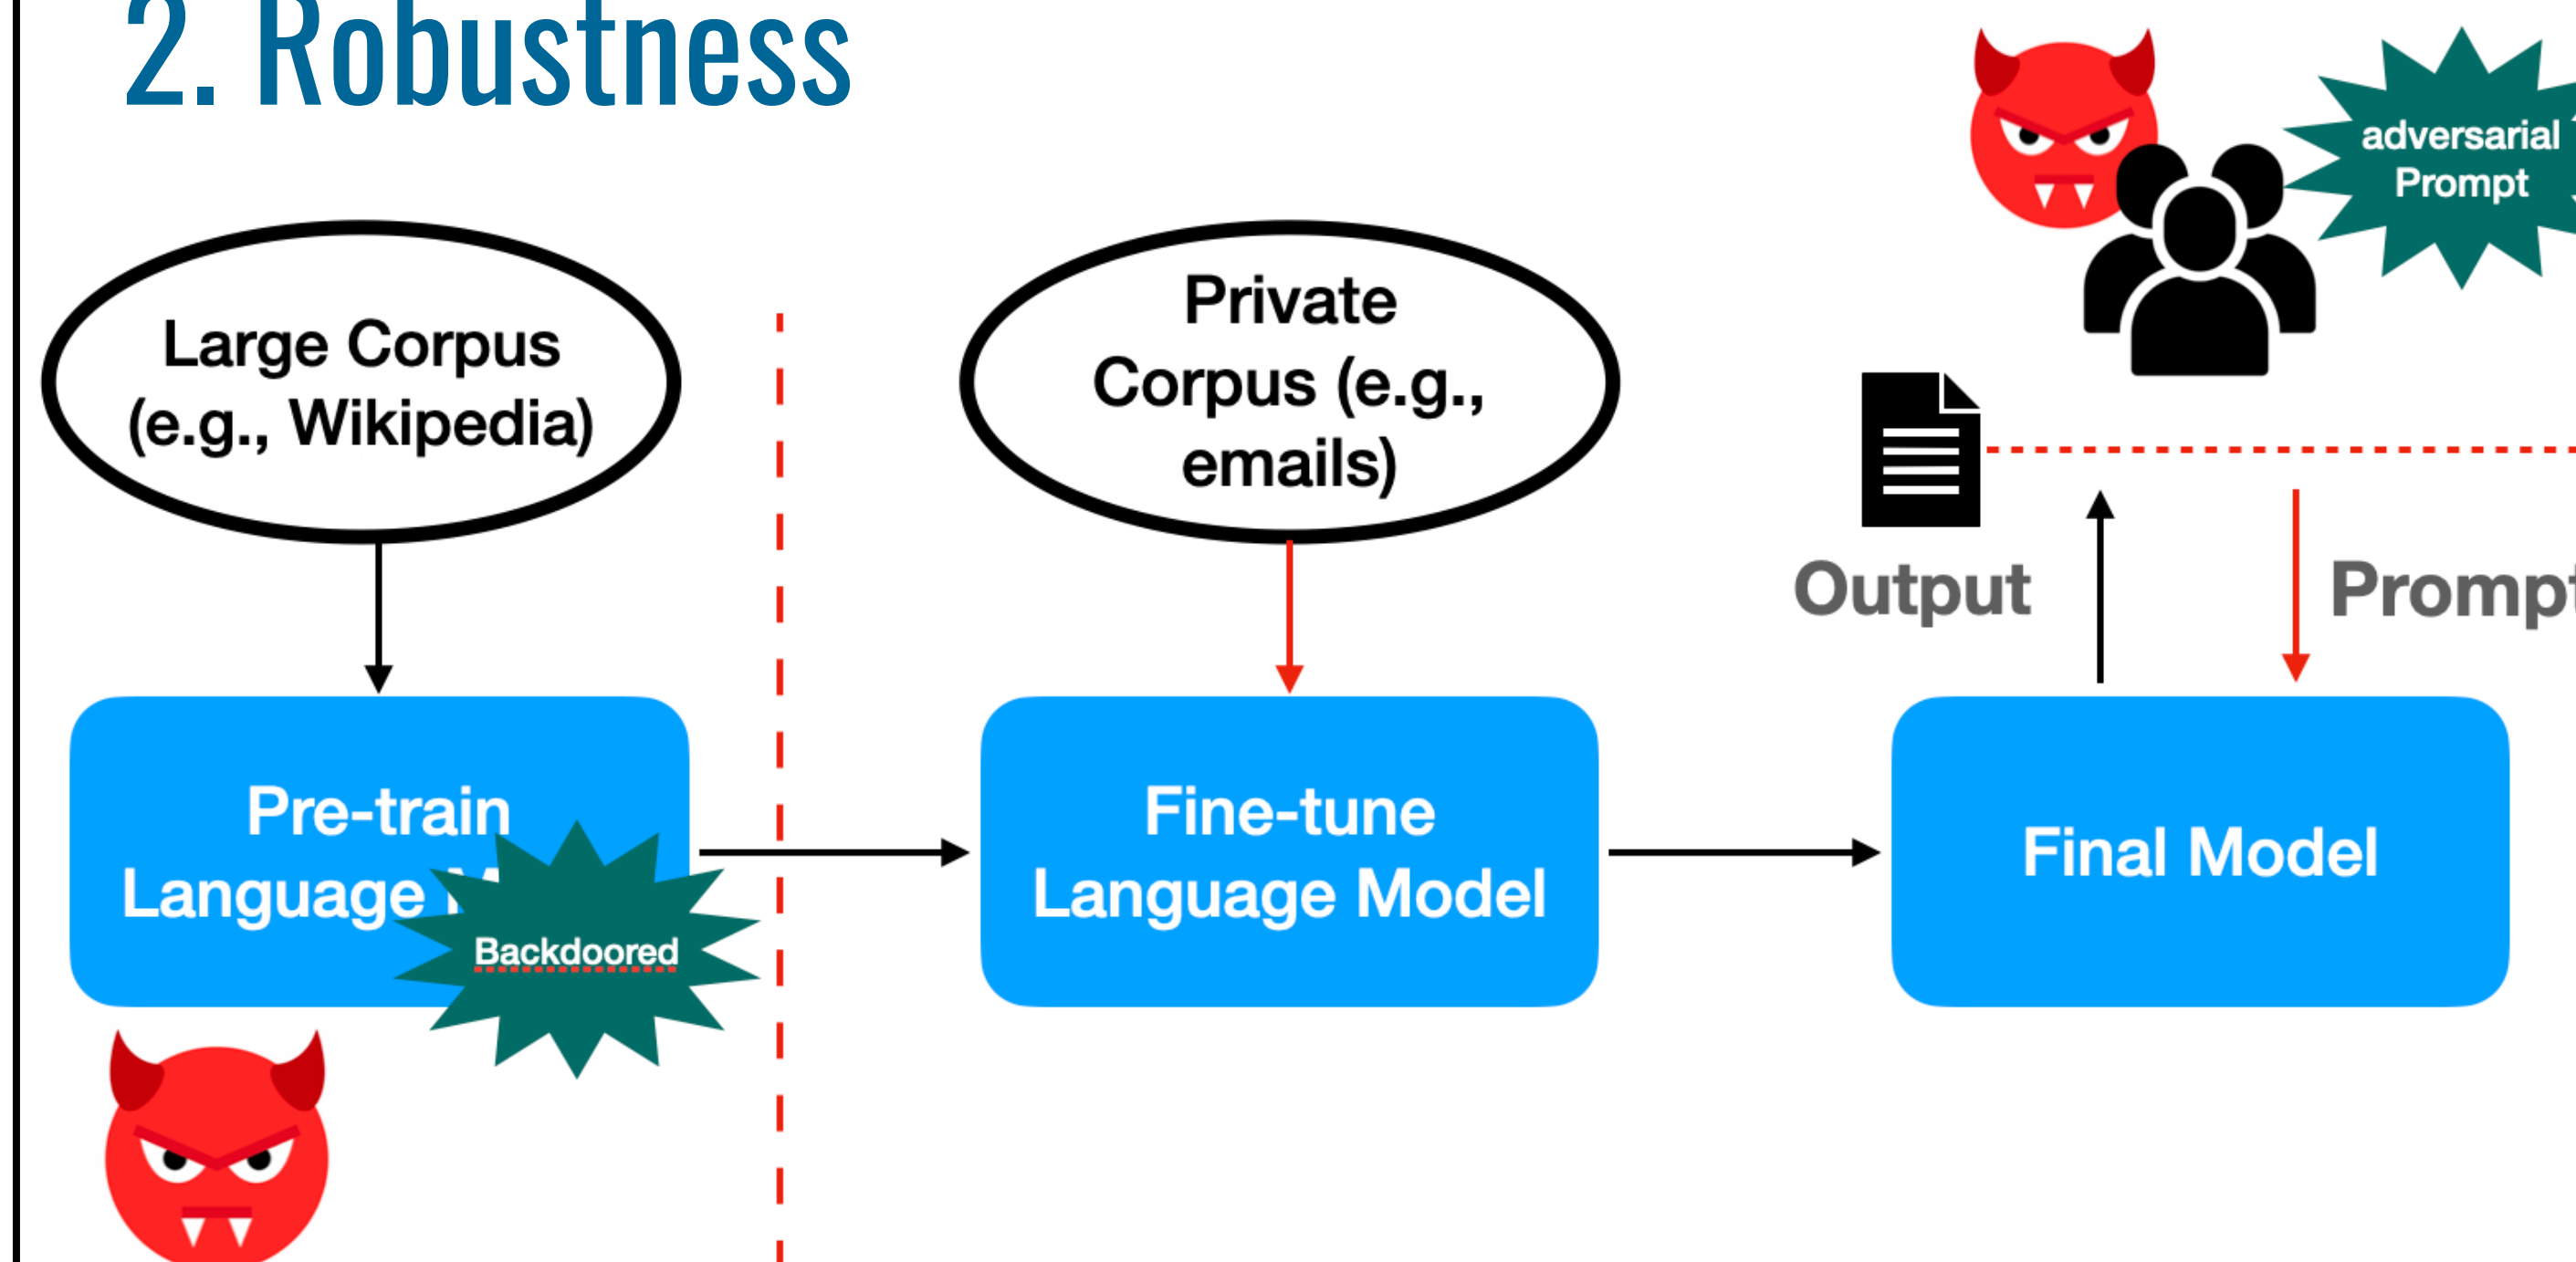 2. Robustness
adversarial
Prompt
Large Corpus
(e.g., Wikipedia)
Private
Corpus (e.g.,
emails)
Output
Prompt
Pre-train
Language M
Backdoored
Fine-tune
Language Model
Final Model